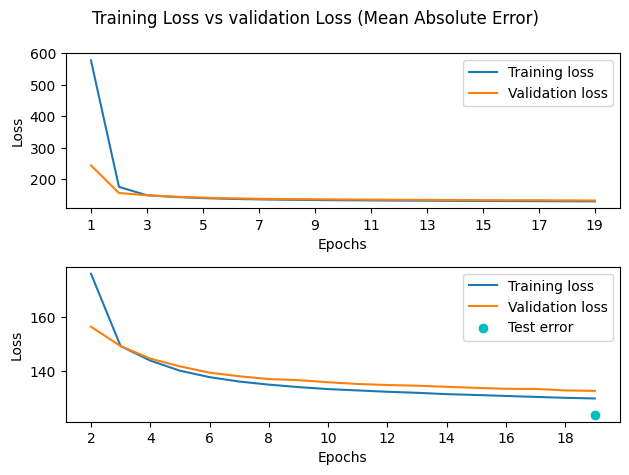 Training Loss vs validation Loss (Mean Absolute Error)
600
500
400
300
200
Loss
Training loss
Validation loss
1 3 5 7 9 11 13 15 17 19
Epochs
160
140
Loss
Training loss
Validation loss
Test error
2 4 6 8 10 12 14 16 18
Epochs